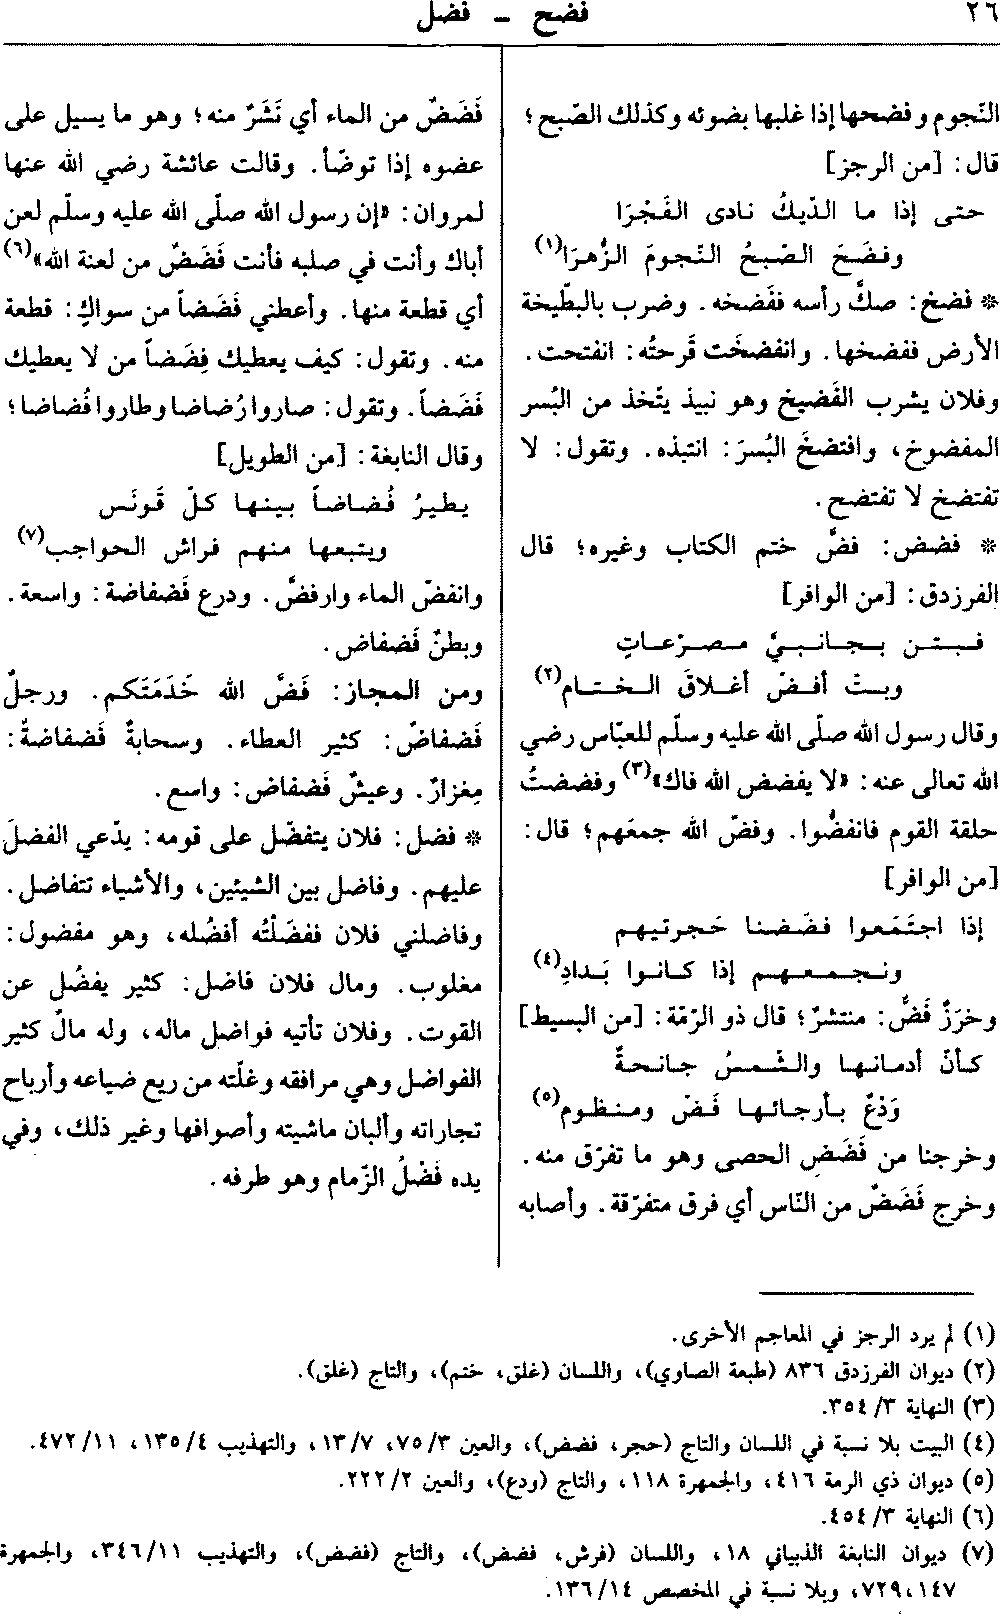 ٢٦
فضح - فضل
النّجوم وفضحها إذا غلبها بضوئه وكذلك الصّبح؛
قال: [من الرجز]
حتى إذا ما الدّيكُ نادى الفَجْرَا
وفضَحَ الصّبحُ النّجومَ الزُّهرَا(١)
* فضخ: صكَّ رأسه ففَضخه. وضرب بالبطّيخة
الأرض ففضخها. وانفضخَت قَرحتُه: انفتحت.
وفلان يشرب الفَضيخ وهو نبيذ يتّخذ من البُسر
المفضوخ، وافتضخَ البُسرَ: انتبذه. وتقول: لا
تفتضخ لا تفتضح.
* فضض: فضَّ ختم الكتاب وغيره؛ قال
الفرزدق: [من الوافر]
فبتن بجانبيَّ مصرّعاتٍ
وبتّ أفضّ أغلاقَ الختام(٢)
وقال رسول الله صلّى الله عليه وسلّم للعبّاس رضي
الله تعالى عنه: «لا يفضض الله فاك»(٣) وفضضتُ
حلقة القوم فانفضُّوا. وفضّ الله جمعَهم؛ قال:
[من الوافر]
إذا اجتَمَعوا فضَضنا حَجرتيهم
ونجمعهم إذا كانوا بَدادِ(٤)
وخرَزٌ فَضٌّ: منتشرٌ؛ قال ذو الرّمّة: [من البسيط]
كأنّ أدمانها والشّمسُ جانحةٌ
وَدْعٌ بأرجائها فَضّ ومنظوم(٥)
وخرجنا من فَضَضِ الحصى وهو ما تفرّق منه.
وخرج فَضَضٌ من النّاس أي فرق متفرّقة. وأصابه
فَضَضٌ من الماء أي نَشَرٌ منه؛ وهو ما يسيل على
عضوه إذا توضّأ. وقالت عائشة رضي الله عنها
لمروان: «إن رسول الله صلّى الله عليه وسلّم لعن
أباك وأنت في صلبه فأنت فَضَضٌ من لعنة الله»(٦)
أي قطعة منها. وأعطني فَضَضاً من سواكٍ: قطعة
منه. وتقول: كيف يعطيك فِضَضاً من لا يعطيك
فَضَضاً. وتقول: صاروا رُضاضا وطاروا فُضاضا؛
وقال النابغة: [من الطويل]
يطيرُ فُضاضاً بينها كلّ قَونَس
ويتبعها منهم فراش الحواجب(٧)
وانفضّ الماء وارفضَّ. ودرع فَضفاضة: واسعة.
وبطنٌ فَضفاض.
ومن المجاز: فَضَّ الله خَدَمَتَكم. ورجلٌ
فَضفاضٌ: كثير العطاء. وسحابةٌ فَضفاضةٌ:
مِغزارٌ. وعيشٌ فَضفاض: واسع.
* فضل: فلان يتفضّل على قومه: يدّعي الفضلَ
عليهم. وفاضل بين الشيئين، والأشياء تتفاضل.
وفاضلني فلان ففضَلْتُه أفضُله، وهو مفضول:
مغلوب. ومال فلان فاضل: كثير يفضُل عن
القوت. وفلان تأتيه فواضل ماله، وله مالٌ كثير
الفواضل وهي مرافقه وغلّته من ريع ضياعه وأرباح
تجاراته وألبان ماشيته وأصوافها وغير ذلك، وفي
يده فَضْلُ الزّمام وهو طرفه.
(١) لم يرد الرجز في المعاجم الأخرى.
(٢) ديوان الفرزدق ٨٣٦ (طبعة الصاوي)، واللسان (غلق، ختم)، والتاج (غلق).
(٣) النهاية ٣/ ٣٥٤.
(٤) البيت بلا نسبة في اللسان والتاج (حجر، فضض)، والعين ٣/ ٧٥، ٧/ ١٣، والتهذيب ٤/ ١٣٥، ١١/ ٤٧٢.
(٥) ديوان ذي الرمة ٤١٦، والجمهرة ١١٨، والتاج (ودع)، والعين ٢/ ٢٢٢.
(٦) النهاية ٣/ ٤٥٤.
(٧) ديوان النابغة الذبياني ١٨، واللسان (فرش، فضض)، والتاج (فضض)، والتهذيب ١١/ ٣٤٦، والجمهرة
١٤٧، ٧٢٩، وبلا نسبة في المخصص ١٤/ ١٣٦.